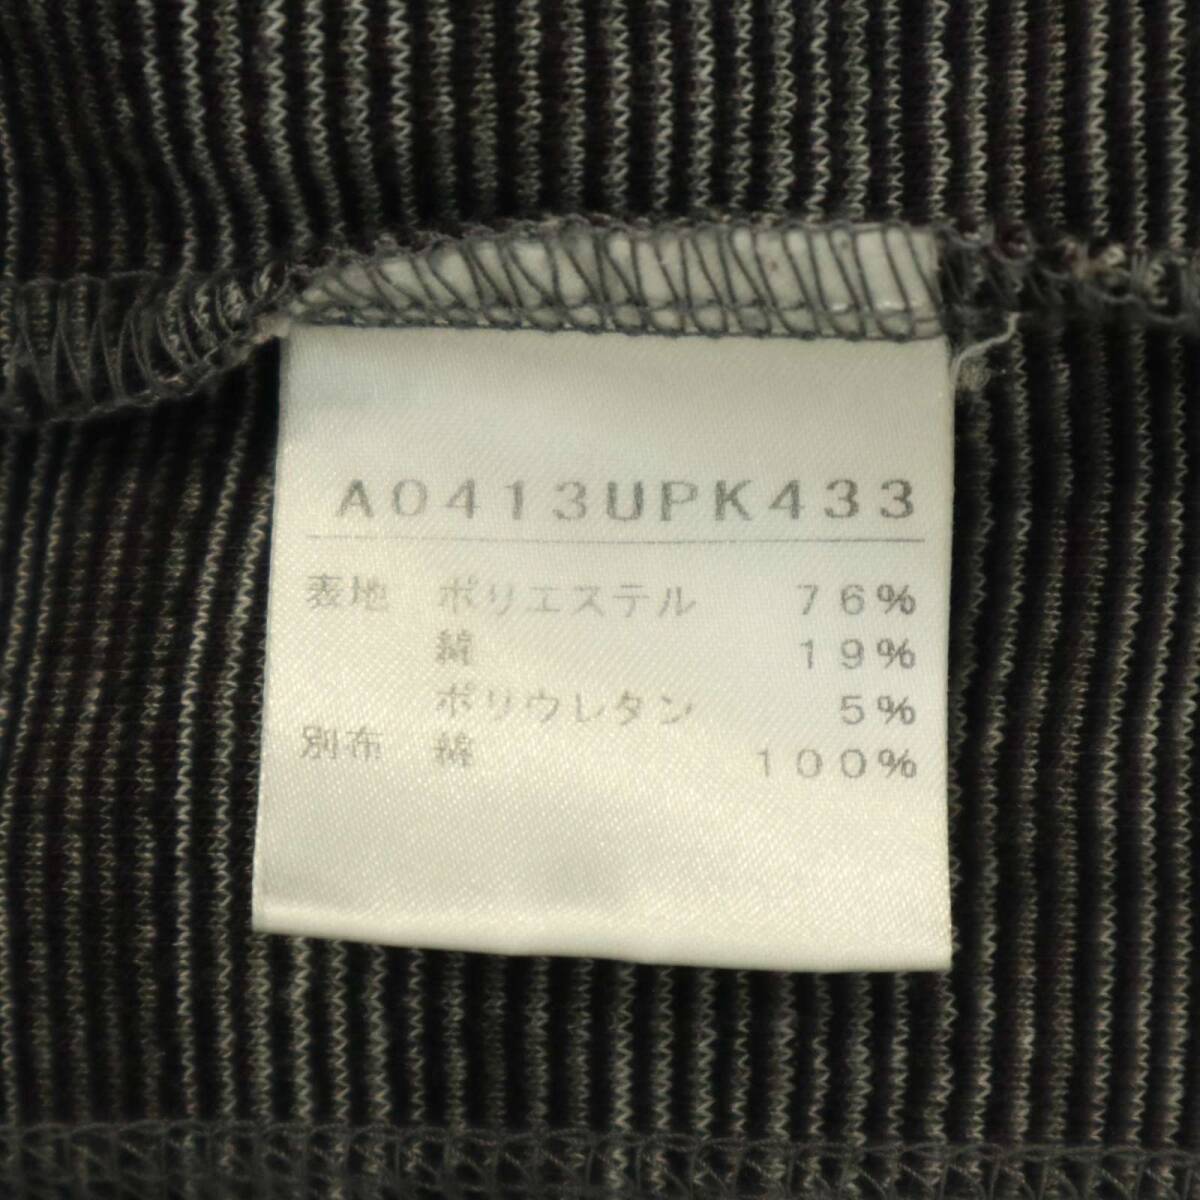 A0413UPK433
表地 ポリエステル 76%
綿 19%
ポリウレタン 5%
別布 綿 100%